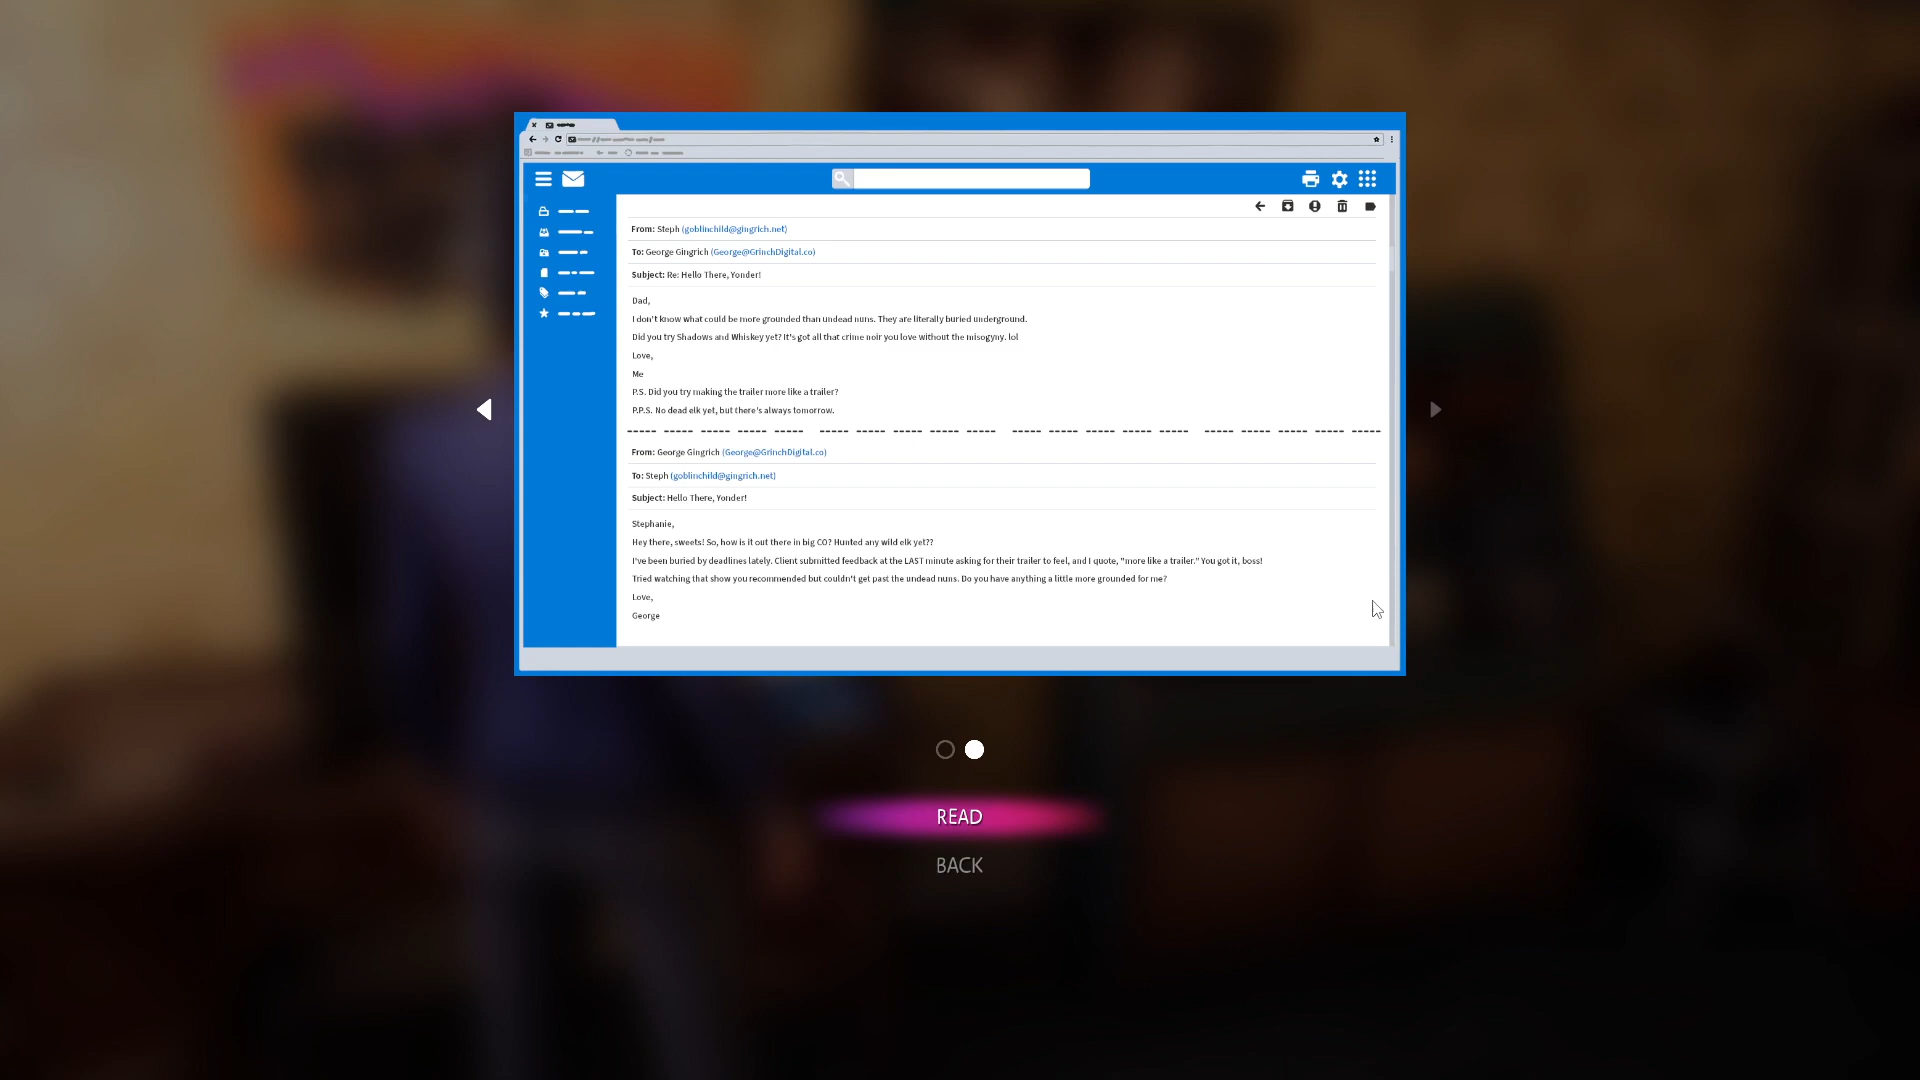 From: Steph (goblinchild@gingrich.net)
To: George Gingrich (George@GrinchDigital.co)
Subject: Re: Hello There, Yonder!
Dad,
I don't know what could be more grounded than undead nuns. They are literally buried underground.
Did you try Shadows and Whiskey yet? It's got all that crime noir you love without the misogyny. lol
Love,
Me
P.S. Did you try making the trailer more like a trailer?
P.P.S. No dead elk yet, but there's always tomorrow.
From: George Gingrich (George@GrinchDigital.co)
To: Steph (goblinchild@gingrich.net)
Subject: Hello There, Yonder!
Stephanie,
Hey there, sweets! So, how is it out there in big CO? Hunted any wild elk yet??
I've been buried by deadlines lately. Client submitted feedback at the LAST minute asking for their trailer to feel, and I quote, "more like a trailer." You got it, boss!
Tried watching that show you recommended but couldn't get past the undead nuns. Do you have anything a little more grounded for me?
Love,
George
READ
BACK